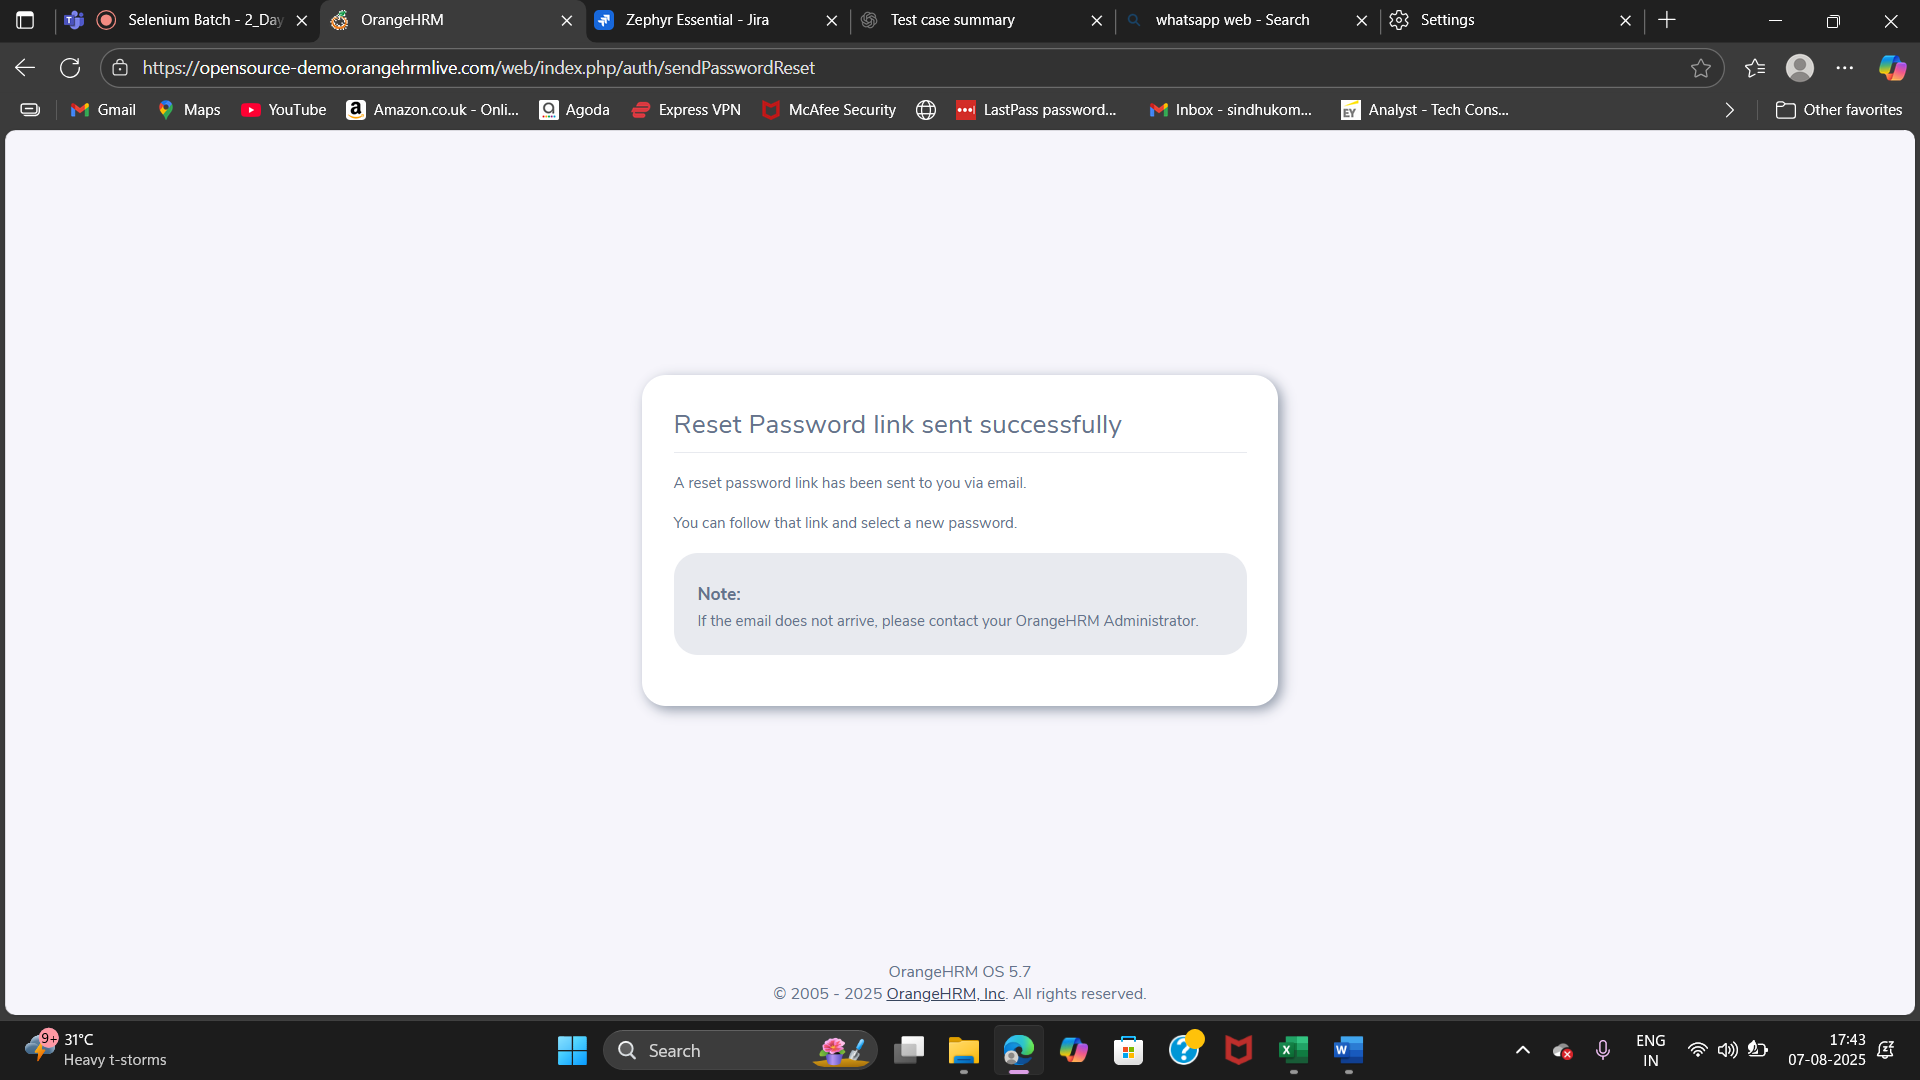 Selenium Batch - 2_Day
OrangeHRM
Zephyr Essential - Jira
Test case summary
whatsapp web - Search
Settings
https://opensource-demo.orangehrmlive.com/web/index.php/auth/sendPasswordReset
Gmail
Maps
YouTube
Amazon.co.uk - Onli...
Agoda
Express VPN
McAfee Security
LastPass password...
Inbox - sindhukom...
EY
Analyst - Tech Cons...
Other favorites
Reset Password link sent successfully
A reset password link has been sent to you via email.
You can follow that link and select a new password.
Note:
If the email does not arrive, please contact your OrangeHRM Administrator.
OrangeHRM OS 5.7
© 2005 - 2025 OrangeHRM, Inc. All rights reserved.
9+
31°C
Heavy t-storms
Search
ENG
IN
17:43
07-08-2025